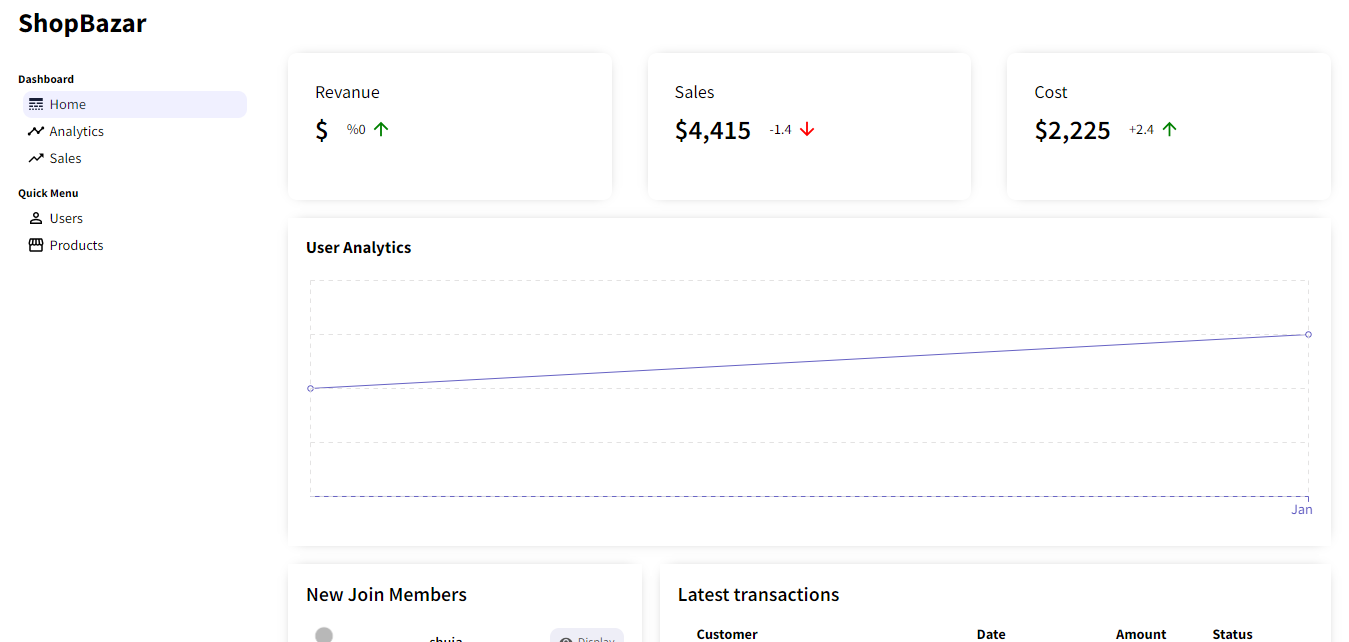 ShopBazar
Dashboard
Home
Analytics
Sales
Quick Menu
Users
Products
Revanue
$ %0
Sales
$4,415 -1.4
Cost
$2,225 +2.4
User Analytics
Jan
New Join Members
shuja Display
Latest transactions
Customer Date Amount Status